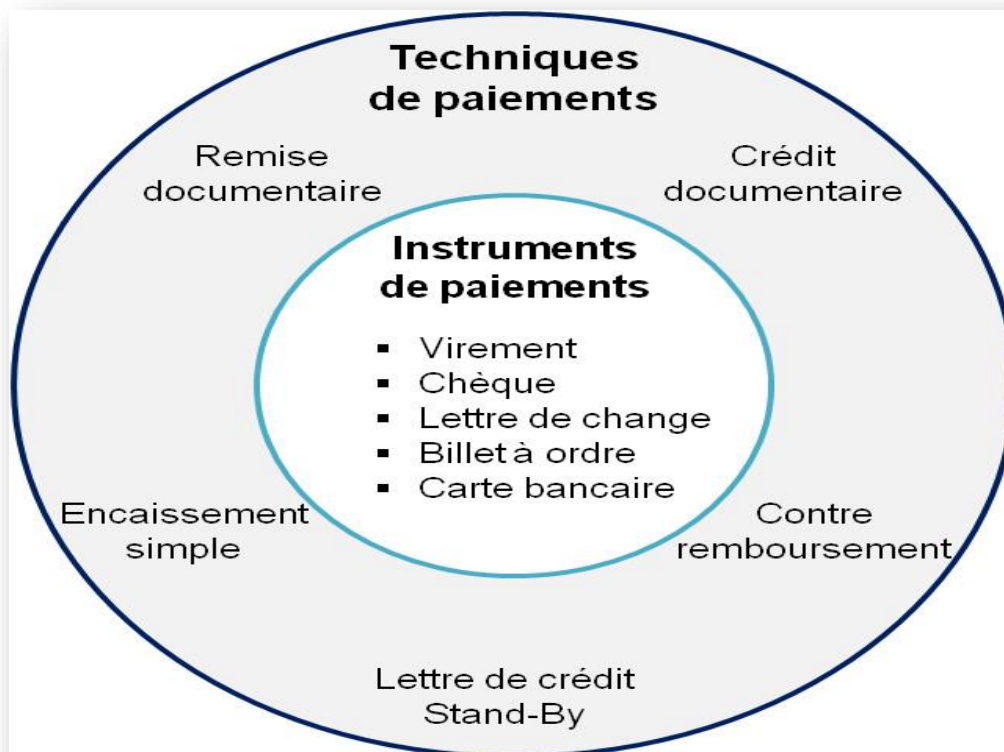 Techniques
de paiements
Remise
documentaire
Crédit
documentaire
Instruments
de paiements
▪ Virement
▪ Chèque
▪ Lettre de change
▪ Billet à ordre
▪ Carte bancaire
Encaissement
simple
Contre
remboursement
Lettre de crédit
Stand-By